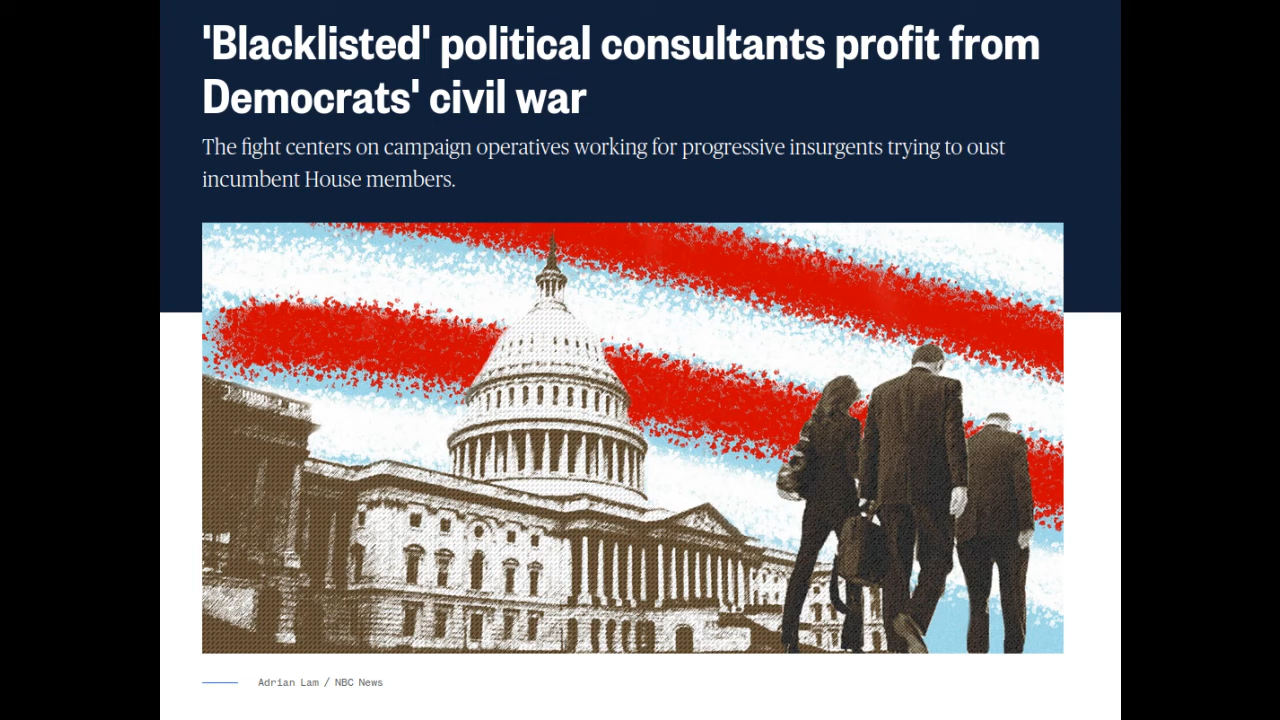 'Blacklisted' political consultants profit from
Democrats' civil war
The fight centers on campaign operatives working for progressive insurgents trying to oust
incumbent House members.
Adrian Lam / NBC News